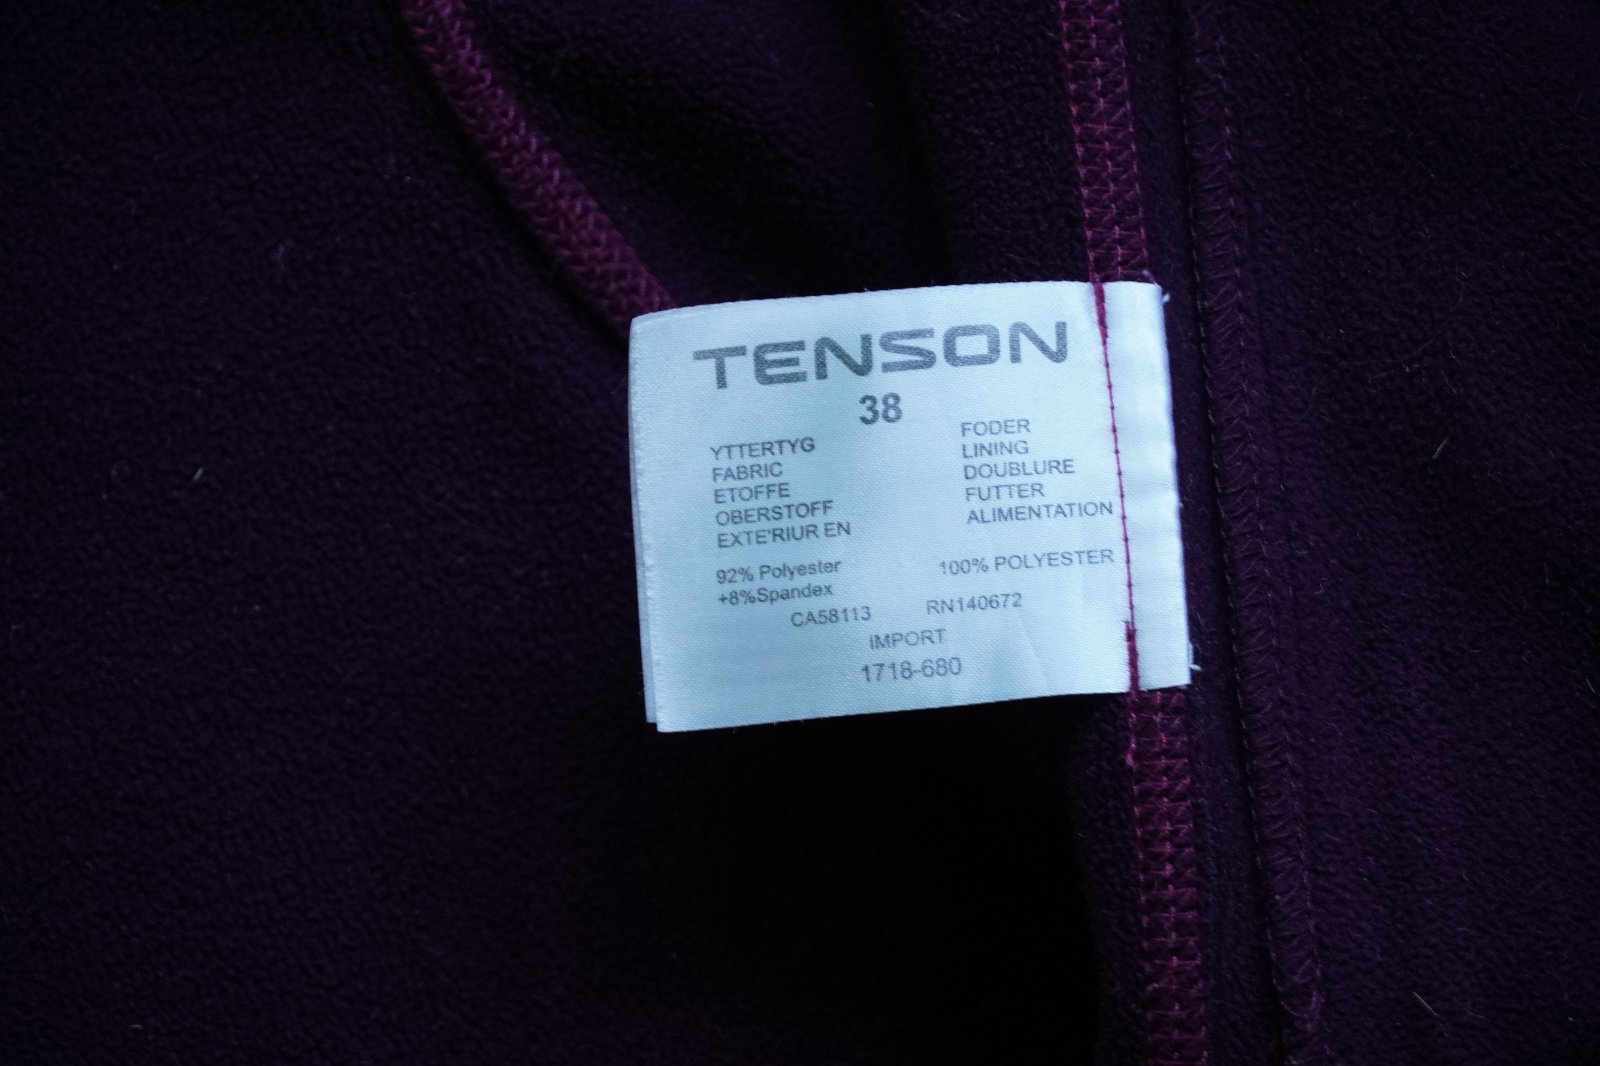 TENSON
38
YTTERTYG
FABRIC
ETOFFE
OBERSTOFF
EXTE'RIUR EN
92% Polyester
+8%Spandex
FODER
LINING
DOUBLURE
FUTTER
ALIMENTATION
100% POLYESTER
CA58113 RN140672
IMPORT
1718-680